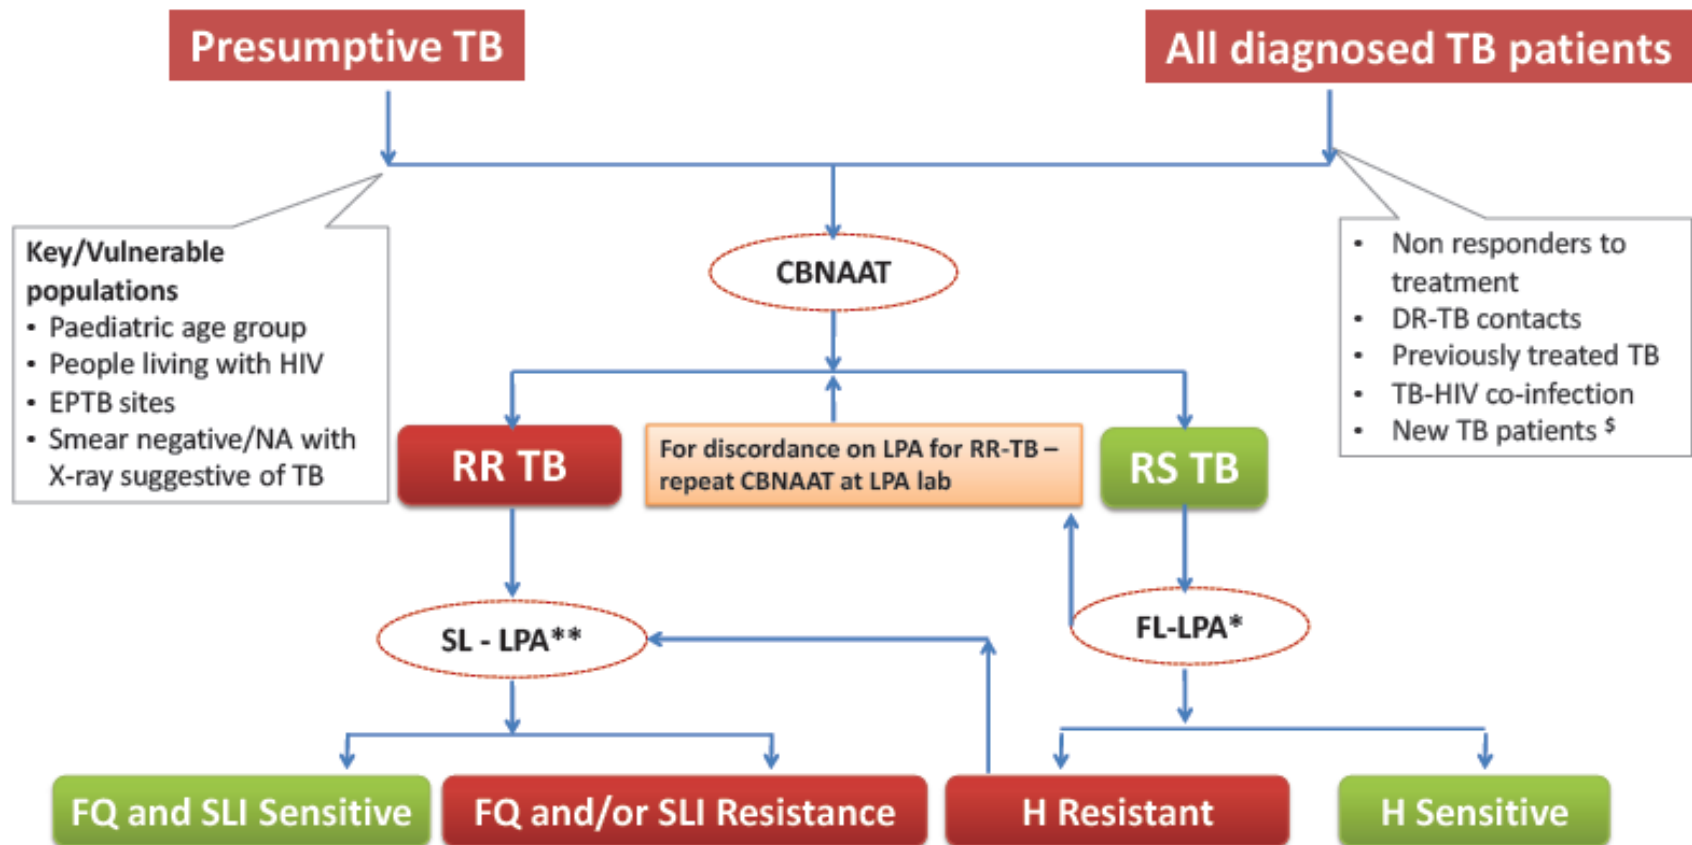 Presumptive TB
All diagnosed TB patients
Key/Vulnerable
populations
• Paediatric age group
• People living with HIV
• EPTB sites
• Smear negative/NA with
X-ray suggestive of TB
CBNAAT
• Non responders to
treatment
• DR-TB contacts
• Previously treated TB
• TB-HIV co-infection
• New TB patients $
RR TB
For discordance on LPA for RR-TB –
repeat CBNAAT at LPA lab
RS TB
SL - LPA**
FL-LPA*
FQ and SLI Sensitive
FQ and/or SLI Resistance
H Resistant
H Sensitive